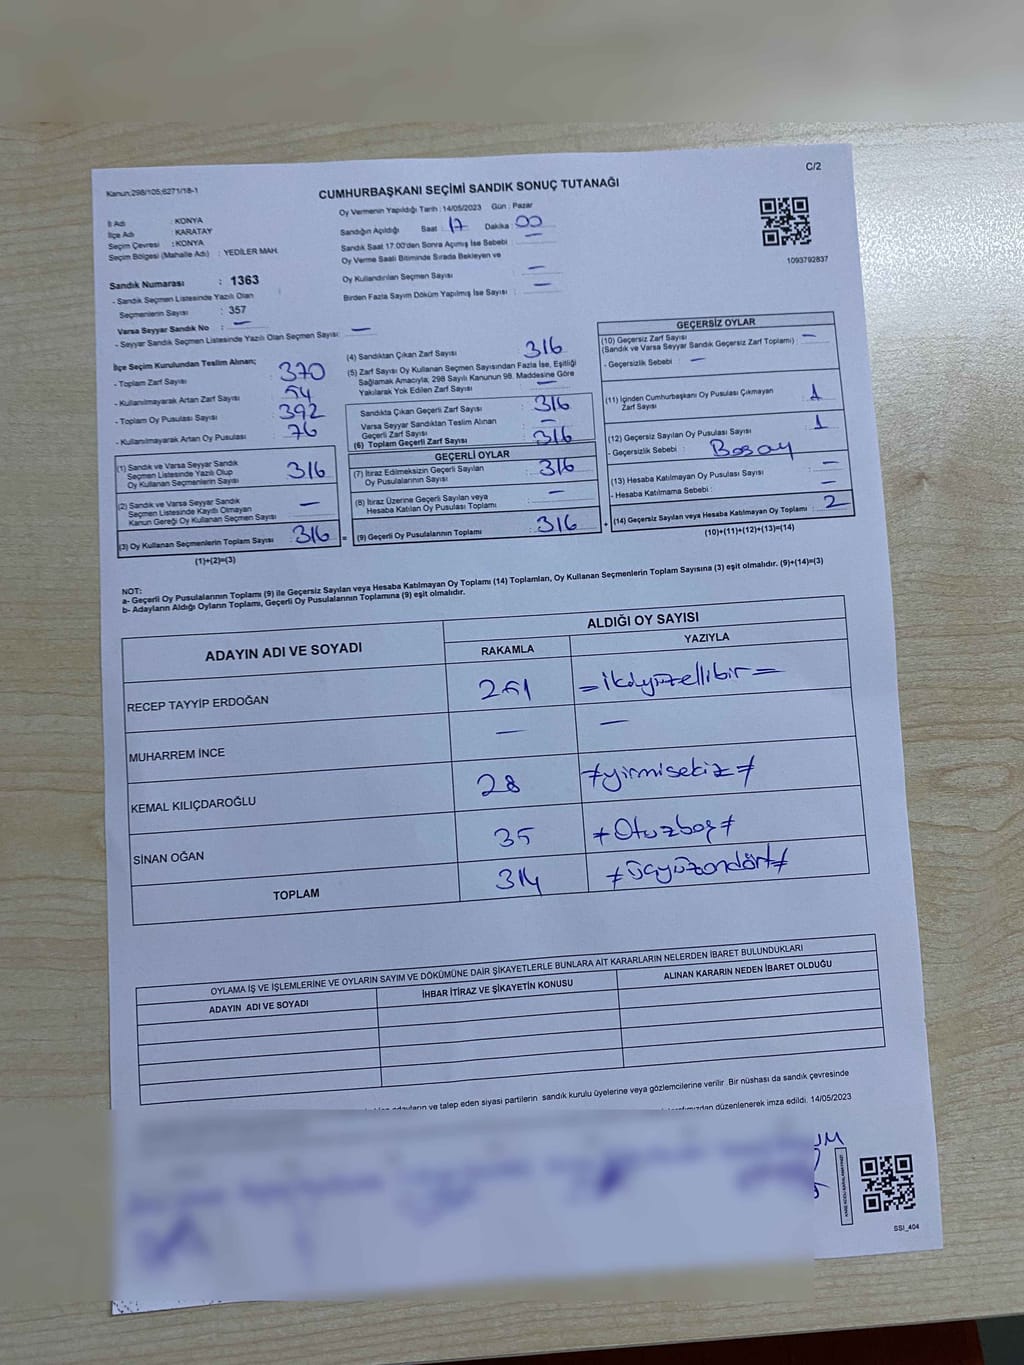 Kanun:298/105;6271/18-1
C/2
CUMHURBAŞKANI SEÇİMİ SANDIK SONUÇ TUTANAĞI
İl Adı : KONYA
İlçe Adı : KARATAY
Seçim Çevresi : KONYA
Seçim Bölgesi (Mahalle Adı) : YEDİLER MAH.
Sandık Numarası : 1363
- Sandık Seçmen Listesinde Yazılı Olan
Seçmenlerin Sayısı : 357
Varsa Seyyar Sandık No : —
- Seyyar Sandık Seçmen Listesinde Yazılı Olan Seçmen Sayısı: —
Oy Vermenin Yapıldığı Tarih :14/05/2023 Gün : Pazar
Sandığın Açıldığı Saat 17 Dakika 00
Sandık Saat 17:00'den Sonra Açımış İse Sebebi : —
Oy Verme Saati Bitiminde Sırada Bekleyen ve
Oy Kullandırılan Seçmen Sayısı : —
Birden Fazla Sayım Döküm Yapılmış İse Sayısı : —
1093792837
İlçe Seçim Kurulundan Teslim Alınan;
- Toplam Zarf Sayısı : 370
- Kullanılmayarak Artan Zarf Sayısı : 54
- Toplam Oy Pusulası Sayısı : 392
- Kullanılmayarak Artan Oy Pusulası : 76
(1) Sandık ve Varsa Seyyar Sandık
Seçmen Listesinde Yazılı Olup
Oy Kullanan Seçmenlerin Sayısı : 316
(2) Sandık ve Varsa Seyyar Sandık
Seçmen Listesinde Kayıtlı Olmayan
Kanun Gereği Oy Kullanan Seçmen Sayısı : —
(3) Oy Kullanan Seçmenlerin Toplam Sayısı : 316 =
(1)+(2)=(3)
(4) Sandıktan Çıkan Zarf Sayısı : 316
(5) Zarf Sayısı Oy Kullanan Seçmen Sayısından Fazla İse, Eşitliği
Sağlamak Amacıyla; 298 Sayılı Kanunun 98. Maddesine Göre
Yakılarak Yok Edilen Zarf Sayısı : —
Sandıkta Çıkan Geçerli Zarf Sayısı : 316
Varsa Seyyar Sandıktan Teslim Alınan
Geçerli Zarf Sayısı : —
(6) Toplam Geçerli Zarf Sayısı : 316
GEÇERLİ OYLAR
(7) İtiraz Edilmeksizin Geçerli Sayılan
Oy Pusulalarının Sayısı : 316
(8) İtiraz Üzerine Geçerli Sayılan veya
Hesaba Katılan Oy Pusulası Toplamı : —
(9) Geçerli Oy Pusulalarının Toplamı : 316 +
GEÇERSİZ OYLAR
(10) Geçersiz Zarf Sayısı
(Sandık ve Varsa Seyyar Sandık Geçersiz Zarf Toplamı) : —
- Geçersizlik Sebebi : —
(11) İçinden Cumhurbaşkanı Oy Pusulası Çıkmayan
Zarf Sayısı : 1
(12) Geçersiz Sayılan Oy Pusulası Sayısı : 1
- Geçersizlik Sebebi : Boşoy
(13) Hesaba Katılmayan Oy Pusulası Sayısı : —
- Hesaba Katılmama Sebebi : —
(14) Geçersiz Sayılan veya Hesaba Katılmayan Oy Toplamı : 2
(10)+(11)+(12)+(13)=(14)
NOT:
a- Geçerli Oy Pusulalarının Toplamı (9) ile Geçersiz Sayılan veya Hesaba Katılmayan Oy Toplamı (14) Toplamları, Oy Kullanan Seçmenlerin Toplam Sayısına (3) eşit olmalıdır. (9)+(14)=(3)
b- Adayların Aldığı Oyların Toplamı, Geçerli Oy Pusulalarının Toplamına (9) eşit olmalıdır.
ADAYIN ADI VE SOYADI
ALDIĞI OY SAYISI
RAKAMLA YAZIYLA
RECEP TAYYİP ERDOĞAN 251 = ikiyüzellibir =
MUHARREM İNCE — —
KEMAL KILIÇDAROĞLU 28 ≠yirmisekiz≠
SİNAN OĞAN 35 ≠Otuzbeş≠
TOPLAM 314 ≠üçyüzondört≠
OYLAMA İŞ VE İŞLEMLERİNE VE OYLARIN SAYIM VE DÖKÜMÜNE DAİR ŞİKAYETLERLE BUNLARA AİT KARARLARIN NELERDEN İBARET BULUNDUKLARI
ADAYIN ADI VE SOYADI İHBAR İTİRAZ VE ŞİKAYETİN KONUSU ALINAN KARARIN NEDEN İBARET OLDUĞU
adayların ve talep eden siyasi partilerin sandık kurulu üyelerine veya gözlemcilerine verilir. Bir nüshası da sandık çevresinde
düzenlenerek imza edildi. 14/05/2023
SSI_404